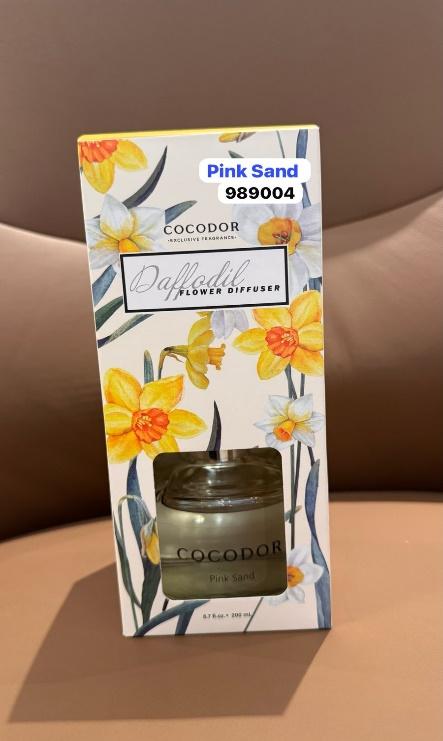 Pink Sand
989004
COCODOR
·EXCLUSIVE FRAGRANCE·
Daffodil
FLOWER DIFFUSER
COCODOR
Pink Sand
6.7 fl oz. • 200 mL